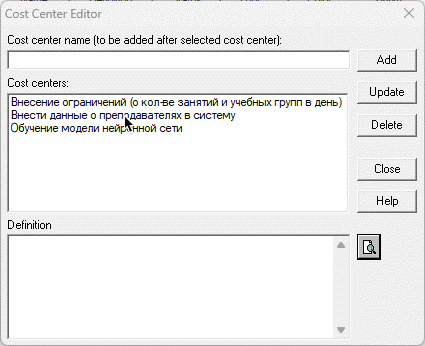 Cost Center Editor
Cost center name (to be added after selected cost center):
Add
Cost centers:
Update
Внесение ограничений (о кол-ве занятий и учебных групп в день)
Внести данные о преподавателях в систему
Обучение модели нейронной сети
Delete
Close
Help
Definition